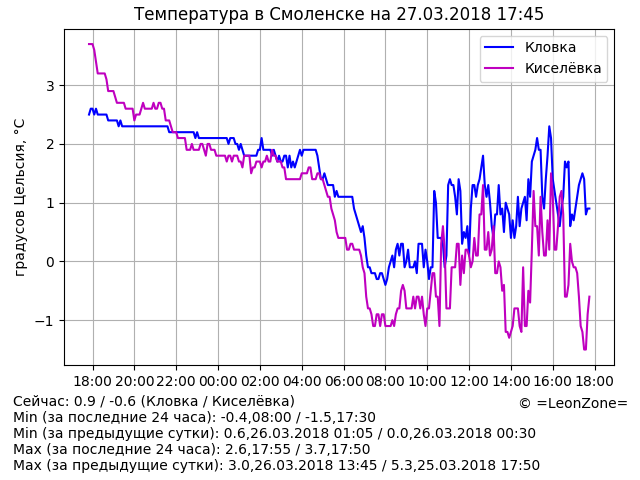 Температура в Смоленске на 27.03.2018 17:45
Кловка
Киселёвка
градусов Цельсия, °C
3
2
1
0
−1
18:00 20:00 22:00 00:00 02:00 04:00 06:00 08:00 10:00 12:00 14:00 16:00 18:00
Сейчас: 0.9 / -0.6 (Кловка / Киселёвка)
© =LeonZone=
Min (за последние 24 часа): -0.4,08:00 / -1.5,17:30
Min (за предыдущие сутки): 0.6,26.03.2018 01:05 / 0.0,26.03.2018 00:30
Max (за последние 24 часа): 2.6,17:55 / 3.7,17:50
Max (за предыдущие сутки): 3.0,26.03.2018 13:45 / 5.3,25.03.2018 17:50